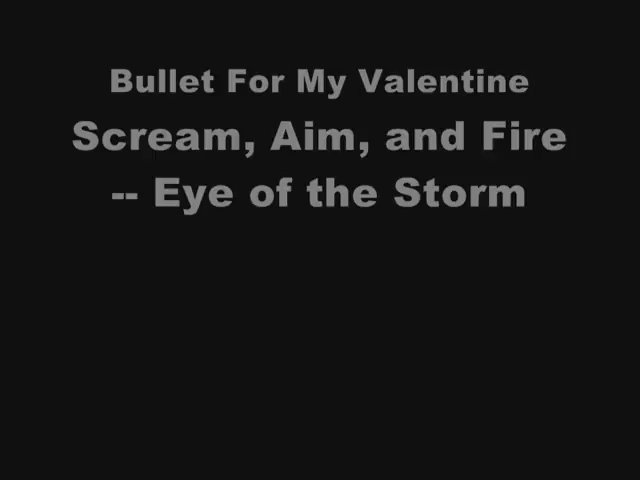 Bullet For My Valentine
Scream, Aim, and Fire
-- Eye of the Storm